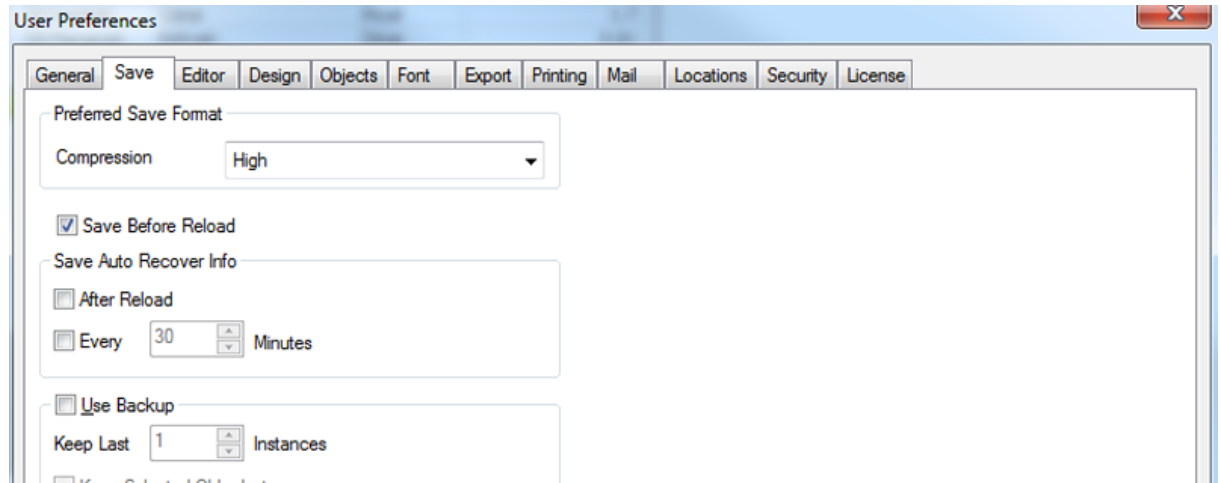 User Preferences
General Save Editor Design Objects Font Export Printing Mail Locations Security License
Preferred Save Format
Compression High
Save Before Reload
Save Auto Recover Info
After Reload
Every 30 Minutes
Use Backup
Keep Last 1 Instances